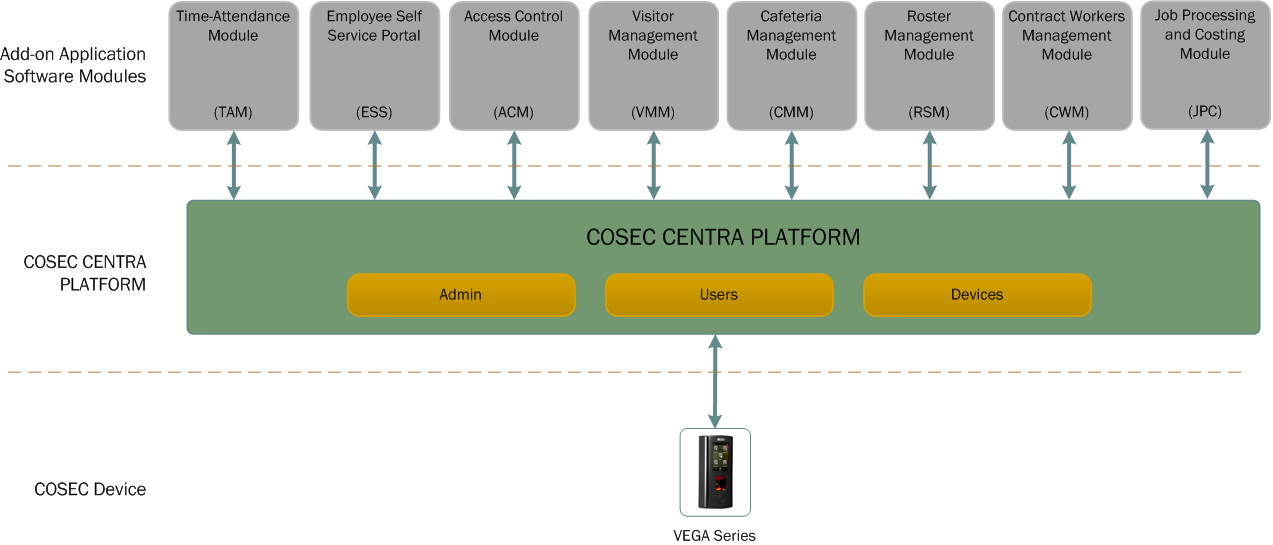 Add-on Application
Software Modules
Time-Attendance
Module
(TAM)
Employee Self
Service Portal
(ESS)
Access Control
Module
(ACM)
Visitor
Management
Module
(VMM)
Cafeteria
Management
Module
(CMM)
Roster
Management
Module
(RSM)
Contract Workers
Management
Module
(CWM)
Job Processing
and Costing
Module
(JPC)
COSEC CENTRA
PLATFORM
COSEC CENTRA PLATFORM
Admin
Users
Devices
COSEC Device
VEGA Series